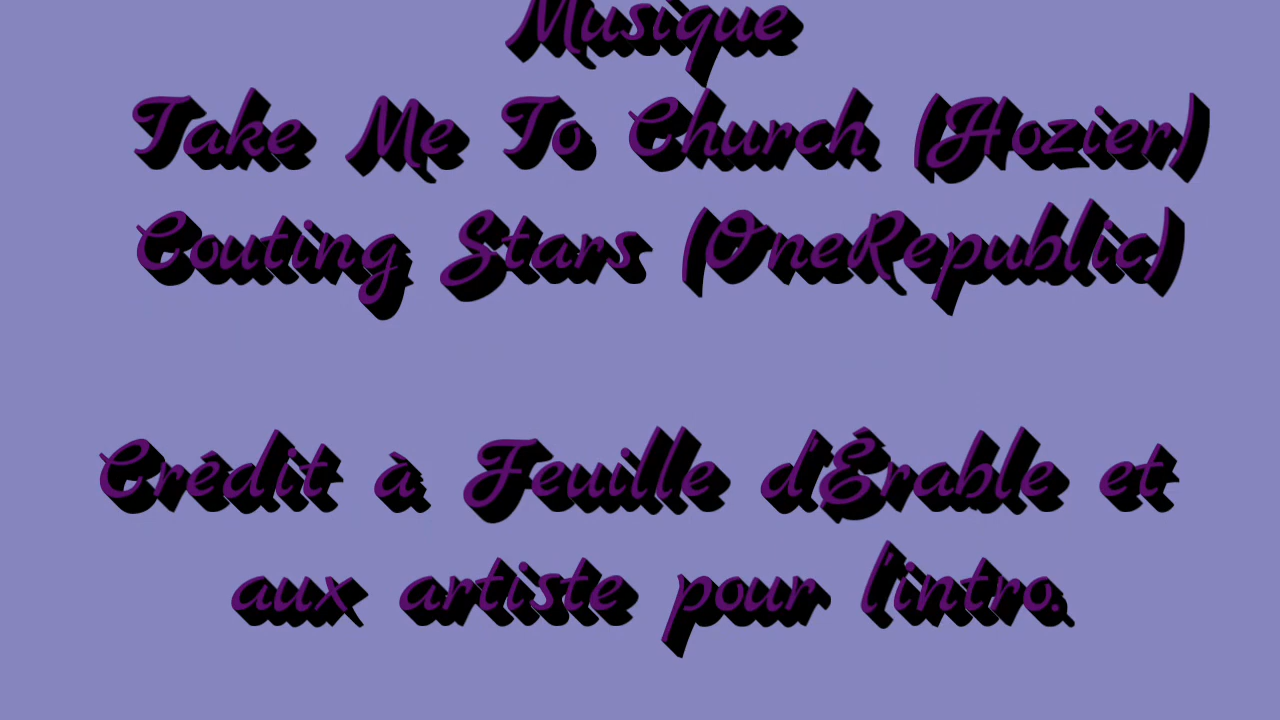 Musique
Take Me To Church (Hozier)
Couting Stars (OneRepublic)
Crédit à Feuille d'Érable et
aux artiste pour l'intro.